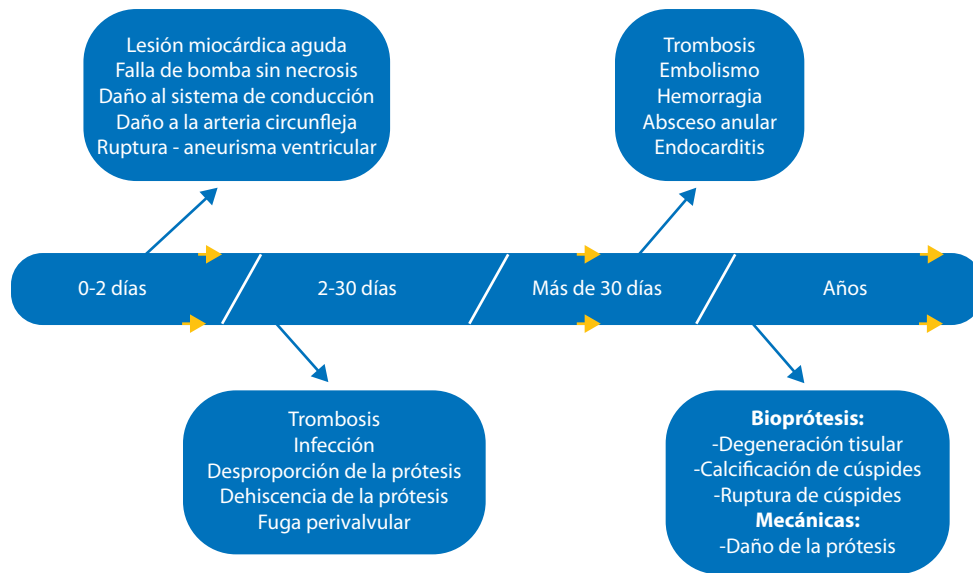 Lesión miocárdica aguda
Falla de bomba sin necrosis
Daño al sistema de conducción
Daño a la arteria circunfleja
Ruptura - aneurisma ventricular
Trombosis
Embolismo
Hemorragia
Absceso anular
Endocarditis
0-2 días
2-30 días
Más de 30 días
Años
Trombosis
Infección
Desproporción de la prótesis
Dehiscencia de la prótesis
Fuga perivalvular
Bioprótesis:
-Degeneración tisular
-Calcificación de cúspides
-Ruptura de cúspides
Mecánicas:
-Daño de la prótesis